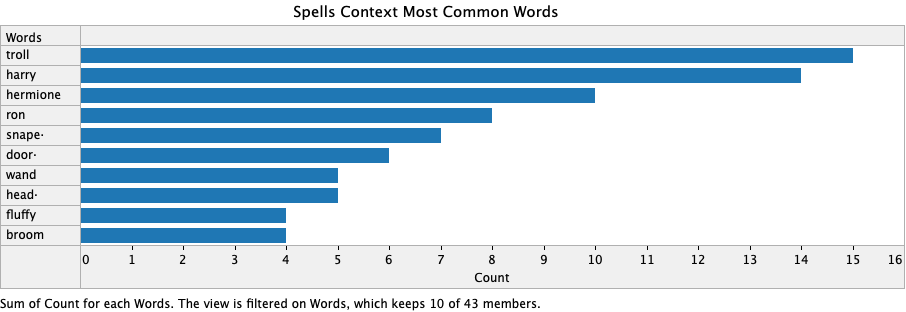 Spells Context Most Common Words
Words
troll
harry
hermione
ron
snape·
door·
wand
head·
fluffy
broom
0 1 2 3 4 5 6 7 8 9 10 11 12 13 14 15 16
Count
Sum of Count for each Words. The view is filtered on Words, which keeps 10 of 43 members.